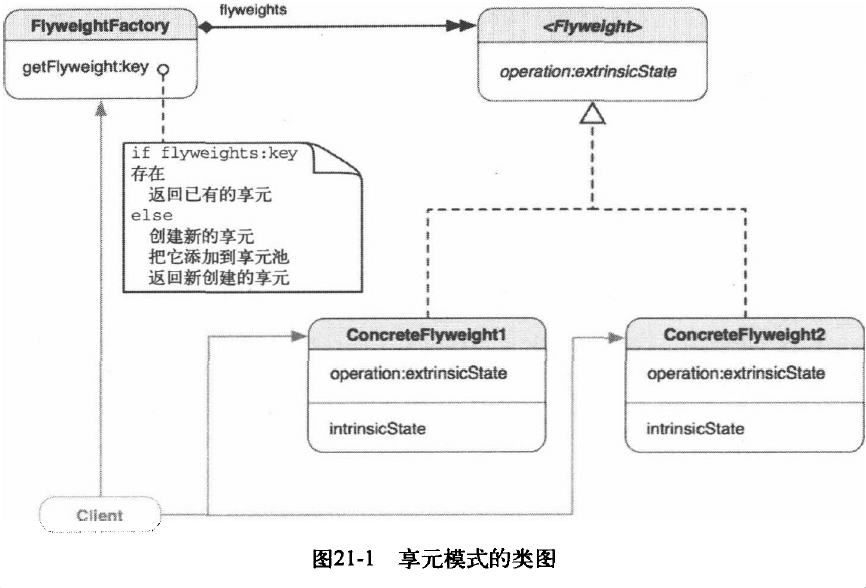 FlyweightFactory
getFlyweight:key
flyweights
<Flyweight>
operation:extrinsicState
if flyweights:key
存在
返回已有的享元
else
创建新的享元
把它添加到享元池
返回新创建的享元
ConcreteFlyweight1
operation:extrinsicState
intrinsicState
ConcreteFlyweight2
operation:extrinsicState
intrinsicState
Client
图21-1 享元模式的类图